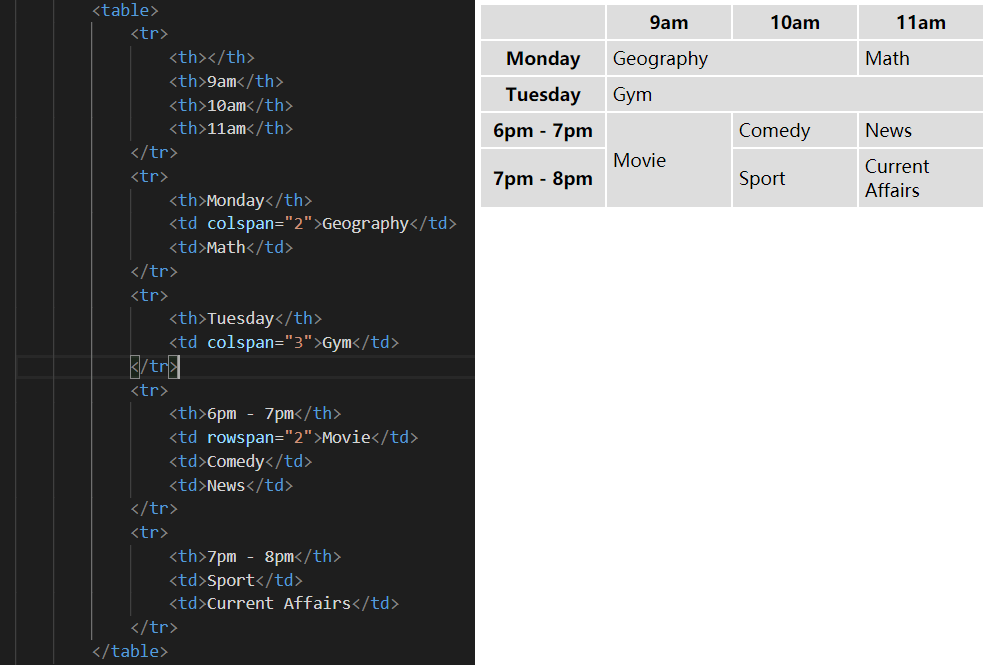 <table>
<tr>
<th></th>
<th>9am</th>
<th>10am</th>
<th>11am</th>
</tr>
<tr>
<th>Monday</th>
<td colspan="2">Geography</td>
<td>Math</td>
</tr>
<tr>
<th>Tuesday</th>
<td colspan="3">Gym</td>
</tr>
<tr>
<th>6pm - 7pm</th>
<td rowspan="2">Movie</td>
<td>Comedy</td>
<td>News</td>
</tr>
<tr>
<th>7pm - 8pm</th>
<td>Sport</td>
<td>Current Affairs</td>
</tr>
</table>
9am 10am 11am
Monday Geography Math
Tuesday Gym
6pm - 7pm Movie Comedy News
7pm - 8pm Sport Current
Affairs